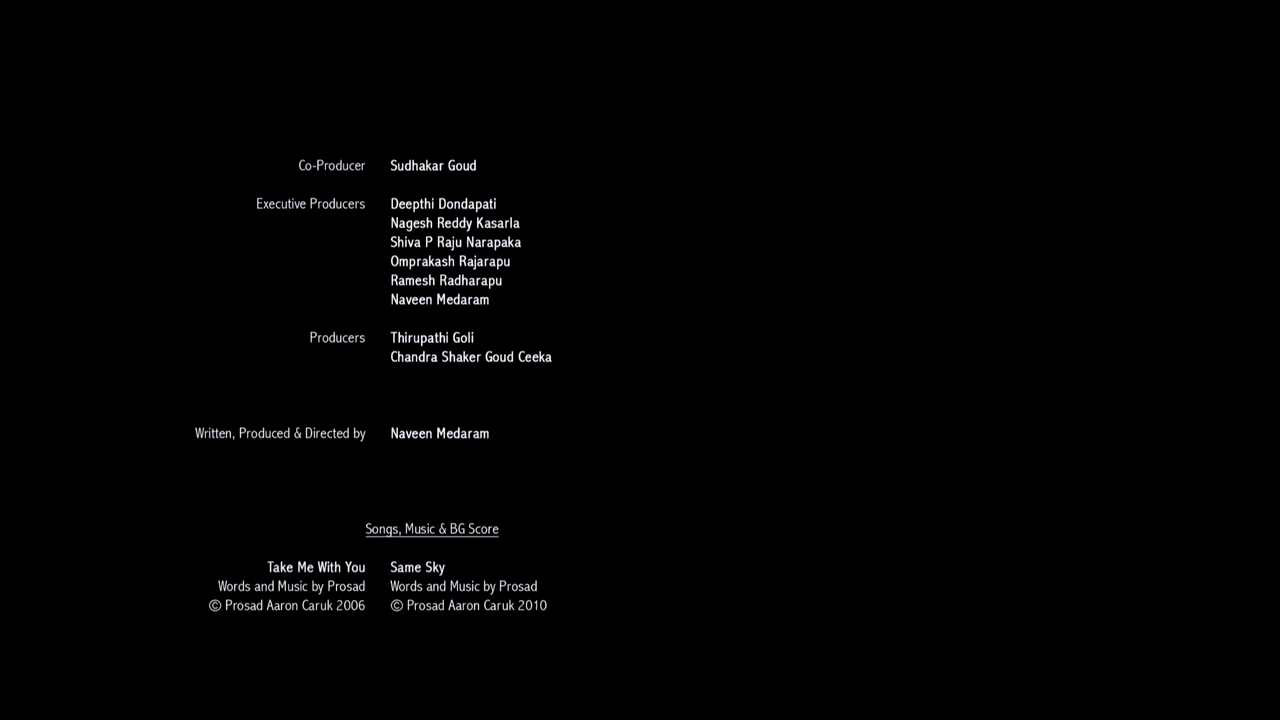 Co-Producer Sudhakar Goud
Executive Producers Deepthi Dondapati
Nagesh Reddy Kasarla
Shiva P Raju Narapaka
Omprakash Rajarapu
Ramesh Radharapu
Naveen Medaram
Producers Thirupathi Goli
Chandra Shaker Goud Ceeka
Written, Produced & Directed by Naveen Medaram
Songs, Music & BG Score
Take Me With You
Words and Music by Prosad
© Prosad Aaron Caruk 2006
Same Sky
Words and Music by Prosad
© Prosad Aaron Caruk 2010